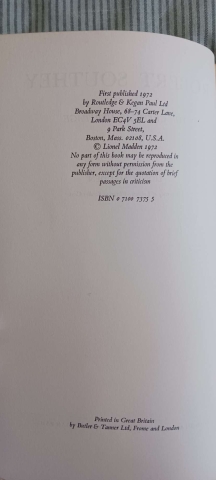 First published 1972
by Routledge & Kegan Paul Ltd
Broadway House, 68-74 Carter Lane,
London EC4V 5EL and
9 Park Street,
Boston, Mass. 02108, U.S.A.
© Lionel Madden 1972
No part of this book may be reproduced in
any form without permission from the
publisher, except for the quotation of brief
passages in criticism
ISBN 0 7100 7375 5
Printed in Great Britain
by Butler & Tanner Ltd, Frome and London